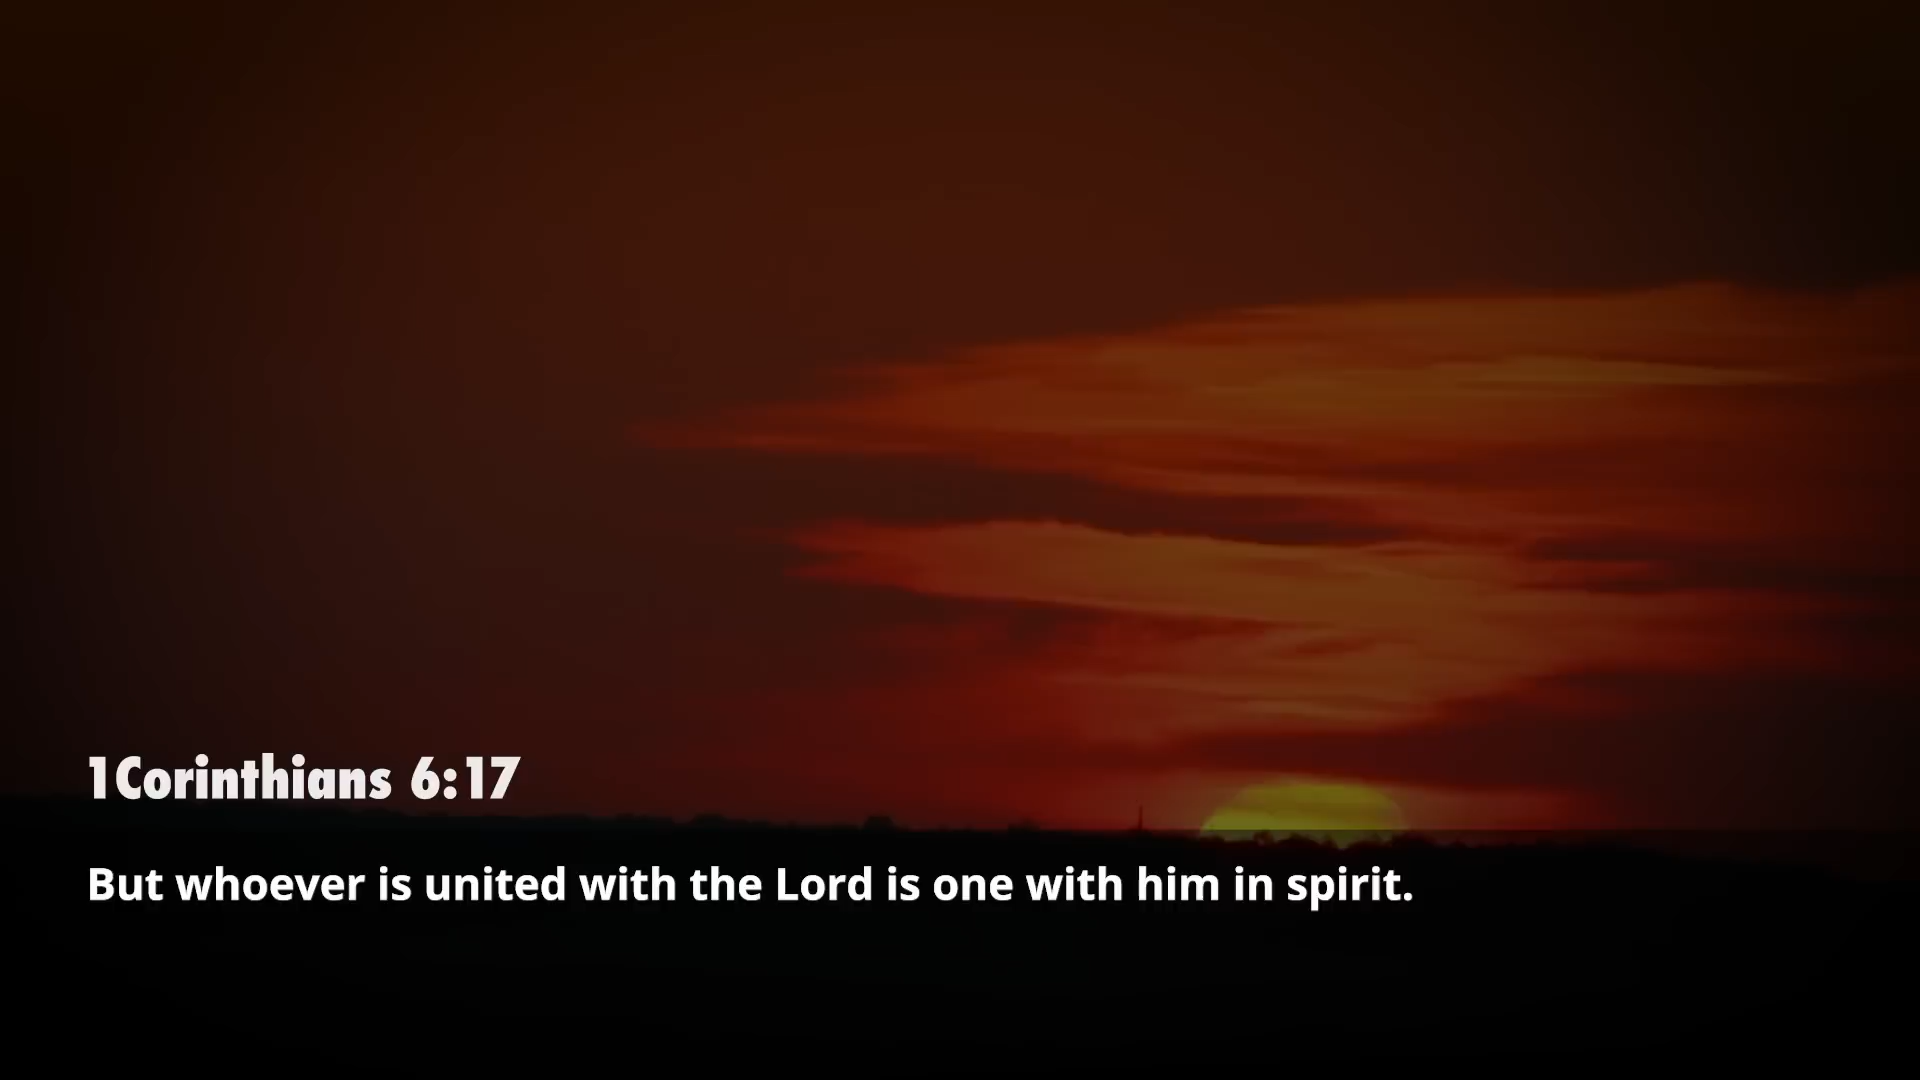 1Corinthians 6:17
But whoever is united with the Lord is one with him in spirit.